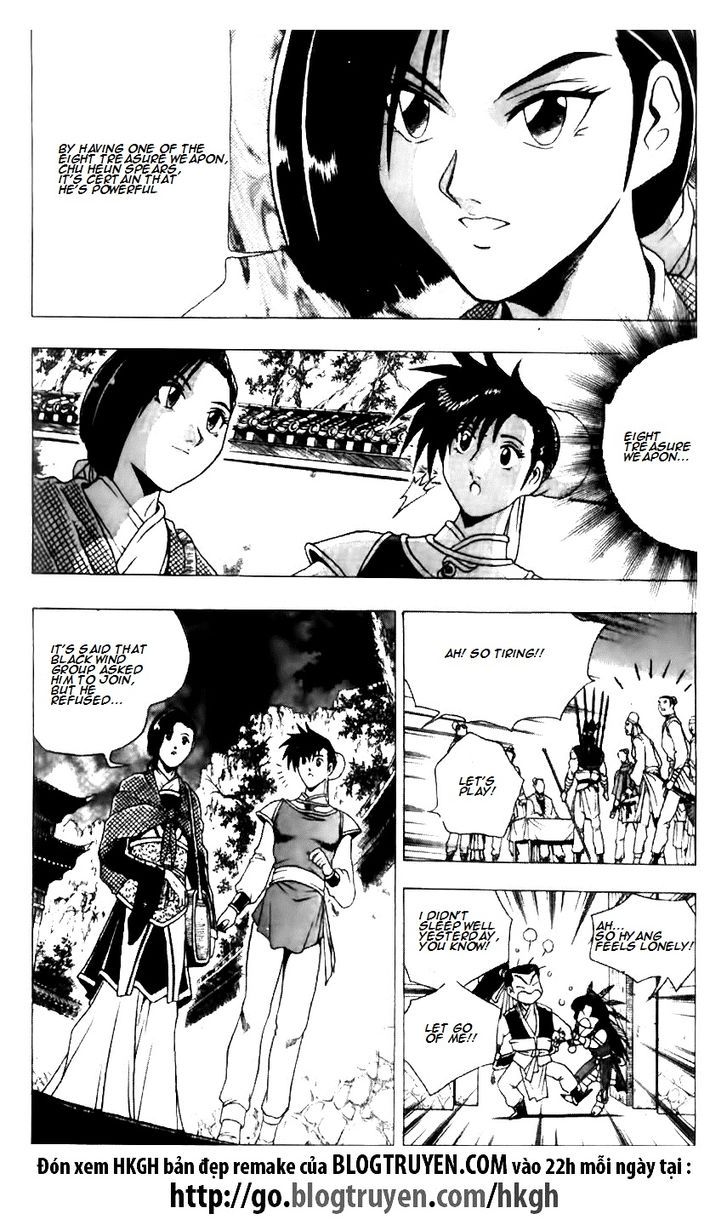 BY HAVING ONE OF THE
EIGHT TREASURE WEAPON,
CHU HEUN SPEARS,
IT'S CERTAIN THAT
HE'S POWERFUL
EIGHT
TREASURE
WEAPON...
IT'S SAID THAT
BLACK WIND
GROUP ASKED
HIM TO JOIN,
BUT HE
REFUSED...
AH! SO TIRING!!
LET'S
PLAY!
I DIDN'T
SLEEP WELL
YESTERDAY,
YOU KNOW!
AH...
SO HYANG
FEELS LONELY!
LET GO
OF ME!!
Đón xem HKGH bản đẹp remake của BLOGTRUYEN.COM vào 22h mỗi ngày tại :
http://go.blogtruyen.com/hkgh